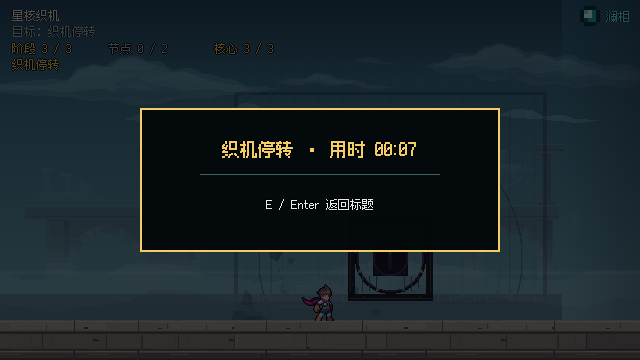 星核织机
目标: 织机停转
阶段 3 / 3 节点 0 / 2 核心 3 / 3
织机停转
澜相
织机停转 · 用时 00:07
E / Enter 返回标题